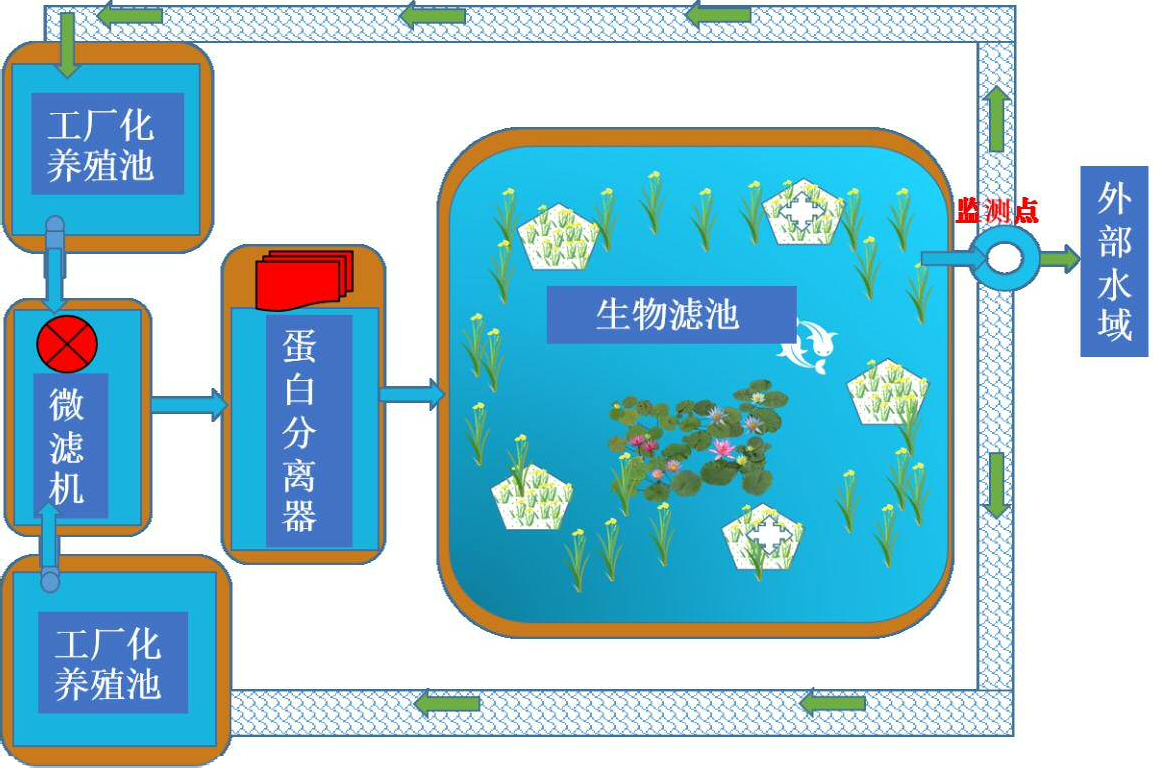 工厂化
养殖池
监测点
外
部
水
域
生物滤池
蛋
白
分
离
器
微
滤
机
工厂化
养殖池